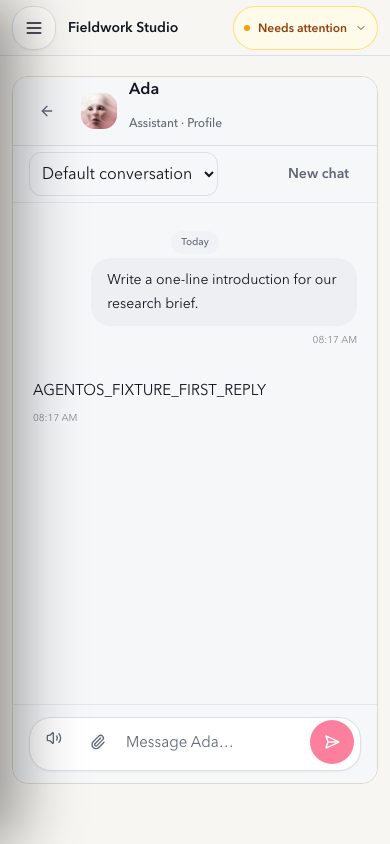 Fieldwork Studio
Needs attention
Ada
Assistant · Profile
Default conversation
New chat
Today
Write a one-line introduction for our
research brief.
08:17 AM
AGENTOS_FIXTURE_FIRST_REPLY
08:17 AM
Message Ada…